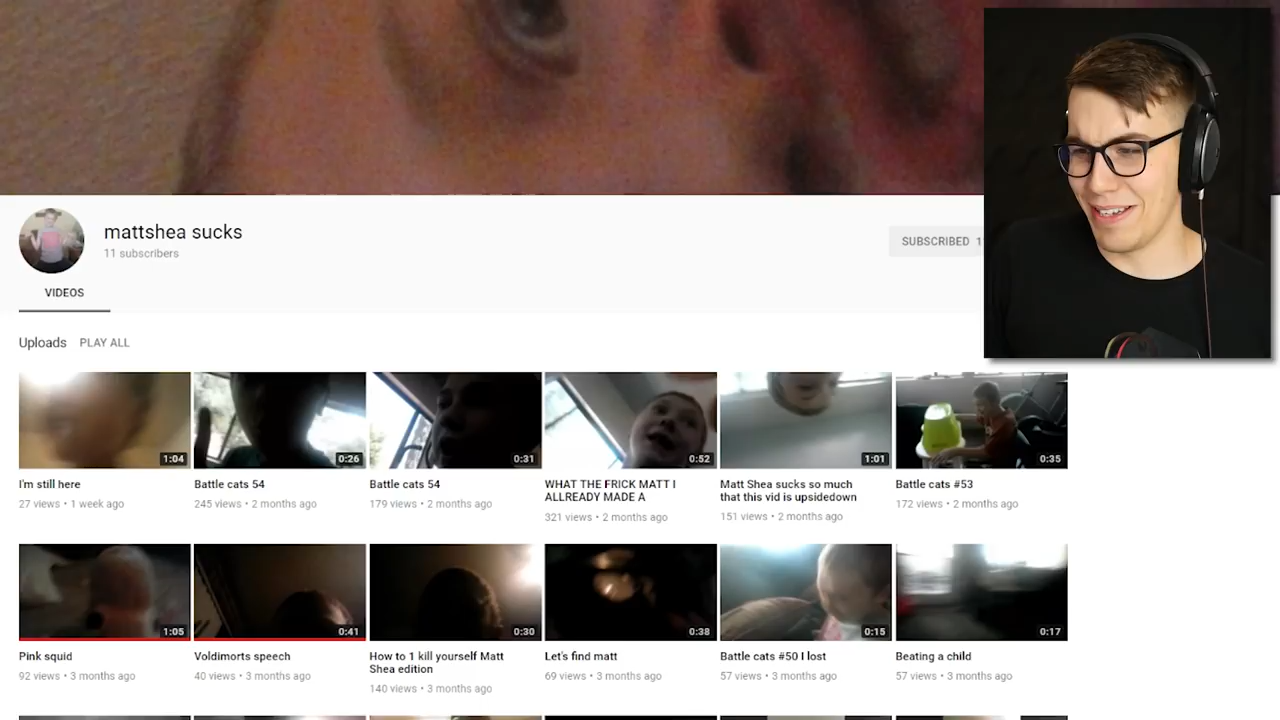 mattshea sucks
11 subscribers
SUBSCRIBED
VIDEOS
Uploads PLAY ALL
1:04 0:26 0:31 0:52 1:01 0:35
I'm still here
27 views • 1 week ago
Battle cats 54
245 views • 2 months ago
Battle cats 54
179 views • 2 months ago
WHAT THE FRICK MATT I
ALLREADY MADE A
321 views • 2 months ago
Matt Shea sucks so much
that this vid is upsidedown
151 views • 2 months ago
Battle cats #53
172 views • 2 months ago
1:05 0:41 0:30 0:38 0:15 0:17
Pink squid
92 views • 3 months ago
Voldimorts speech
40 views • 3 months ago
How to 1 kill yourself Matt
Shea edition
140 views • 3 months ago
Let's find matt
69 views • 3 months ago
Battle cats #50 I lost
57 views • 3 months ago
Beating a child
57 views • 3 months ago